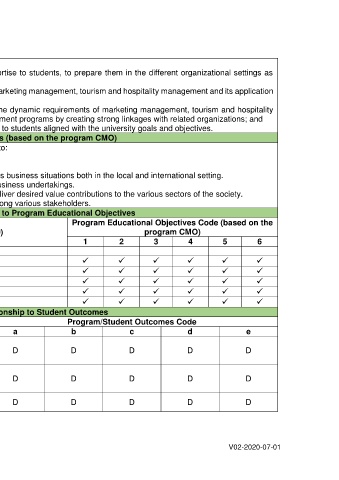 rtise to students, to prepare them in the different organizational settings as
arketing management, tourism and hospitality management and its application
he dynamic requirements of marketing management, tourism and hospitality
ment programs by creating strong linkages with related organizations; and
to students aligned with the university goals and objectives.
s (based on the program CMO)
to:
s business situations both in the local and international setting.
usiness undertakings.
liver desired value contributions to the various sectors of the society.
ong various stakeholders.
to Program Educational Objectives
Program Educational Objectives Code (based on the
) program CMO)
1 2 3 4 5 6
✓ ✓ ✓ ✓ ✓ ✓
✓ ✓ ✓ ✓ ✓ ✓
✓ ✓ ✓ ✓ ✓ ✓
✓ ✓ ✓ ✓ ✓ ✓
✓ ✓ ✓ ✓ ✓ ✓
onship to Student Outcomes
Program/Student Outcomes Code
a b c d e
D D D D D
D D D D D
D D D D D
V02-2020-07-01